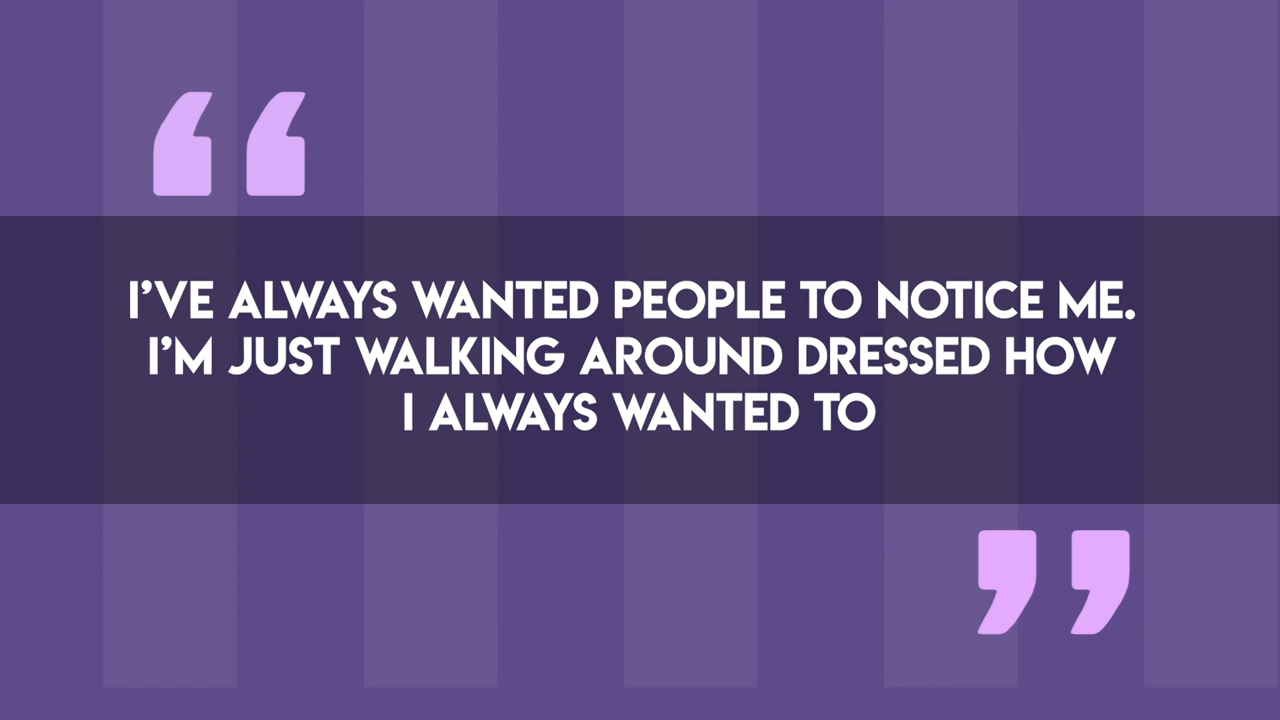 I'VE ALWAYS WANTED PEOPLE TO NOTICE ME.
I'M JUST WALKING AROUND DRESSED HOW
I ALWAYS WANTED TO